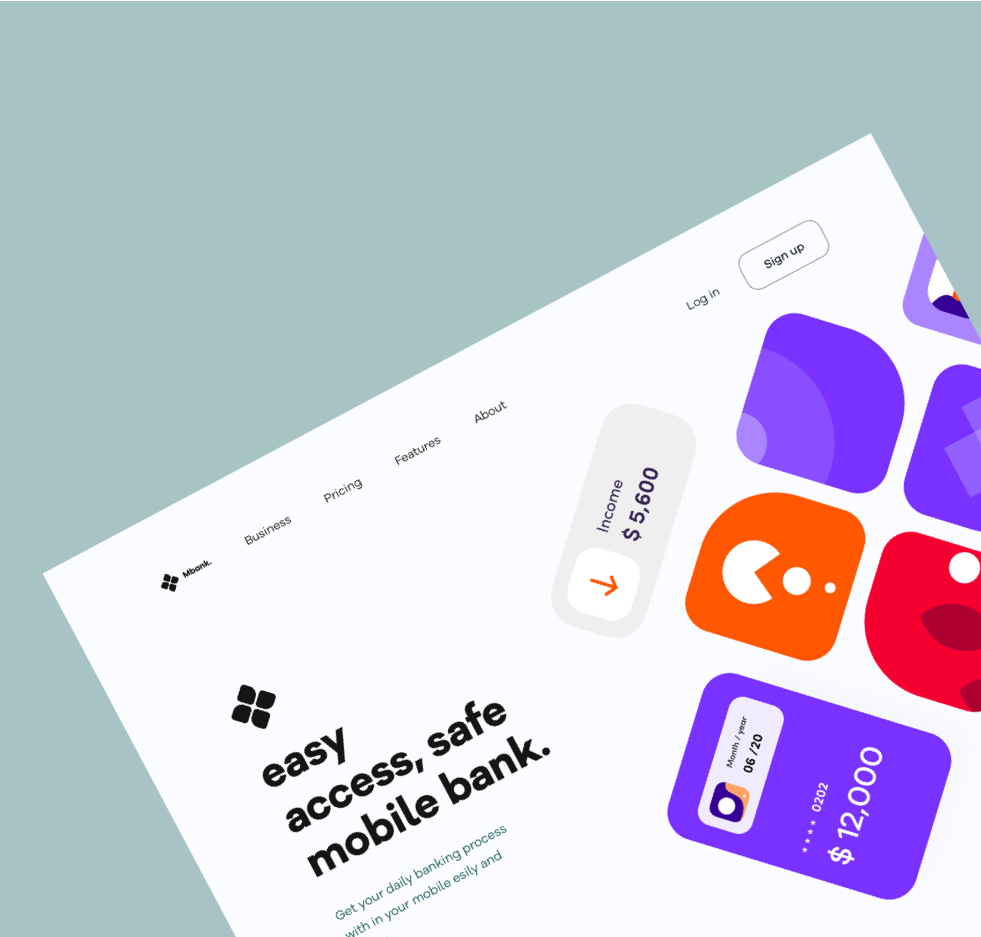 Mbank.
Business
Pricing
Features
About
Log in
Sign up
easy
access, safe
mobile bank.
Get your daily banking process
with in your mobile esily and
Income
$ 5,600
Month / year
06 /20
**** 0202
$ 12,000